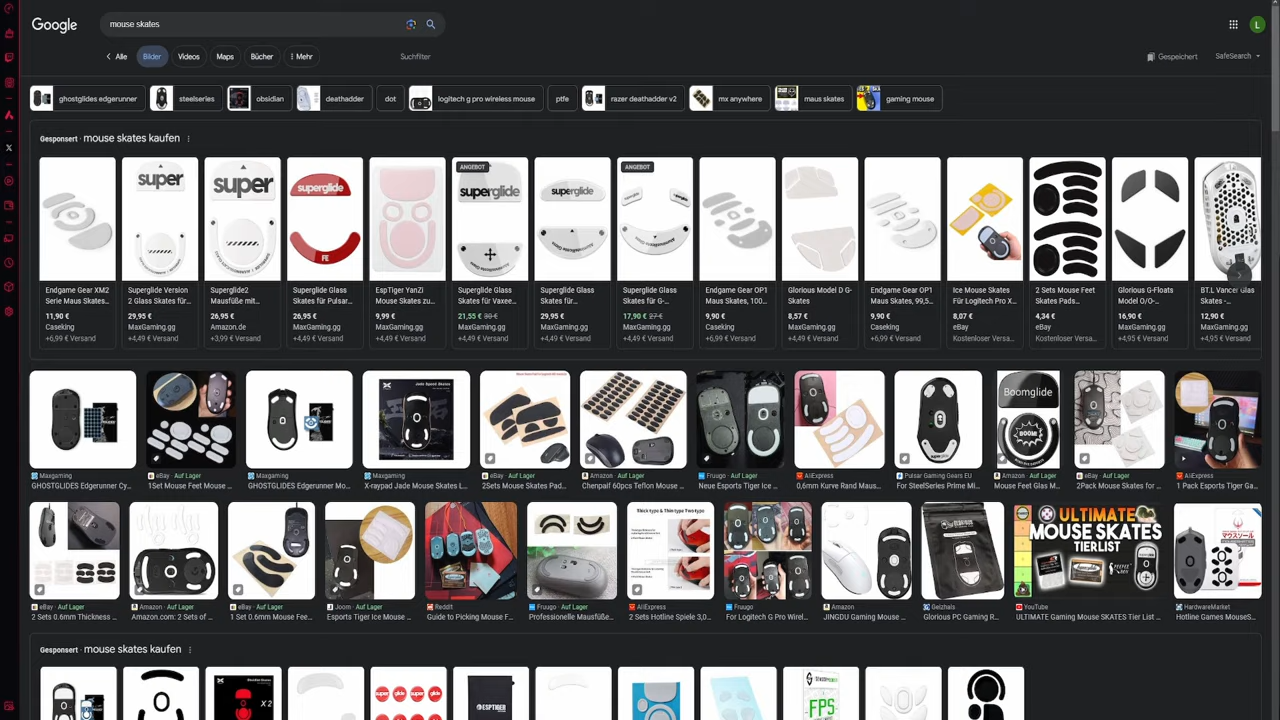 Google
mouse skates
L
Alle
Bilder
Videos
Maps
Bücher
Mehr
Suchfilter
Gespeichert
SafeSearch
ghostglides edgerunner
steelseries
obsidian
deathadder
dot
logitech g pro wireless mouse
ptfe
razer deathadder v2
mx anywhere
maus skates
gaming mouse
Gesponsert · mouse skates kaufen
super
super
superglide
FE
ANGEBOT
superglide
superglide
ANGEBOT
Endgame Gear XM2
Serie Maus Skates...
11,90 €
Caseking
+6,99 € Versand
Superglide Version
2 Glass Skates für...
29,95 €
MaxGaming.gg
+4,49 € Versand
Superglide2
Mausfüße mit...
26,95 €
Amazon.de
+3,99 € Versand
Superglide Glass
Skates für Pulsar...
26,95 €
MaxGaming.gg
+4,49 € Versand
EspTiger YanZi
Mouse Skates zu...
9,99 €
MaxGaming.gg
+4,49 € Versand
Superglide Glass
Skates für Vaxee...
21,55 € 30 €
MaxGaming.gg
+4,49 € Versand
Superglide Glass
Skates für...
29,95 €
MaxGaming.gg
+4,49 € Versand
Superglide Glass
Skates für G-...
17,90 € 27 €
MaxGaming.gg
+4,49 € Versand
Endgame Gear OP1
Maus Skates, 100...
9,90 €
Caseking
+6,99 € Versand
Glorious Model D G-
Skates
8,57 €
MaxGaming.gg
+4,49 € Versand
Endgame Gear OP1
Maus Skates, 99,5...
9,90 €
Caseking
+6,99 € Versand
Ice Mouse Skates
Für Logitech Pro X...
8,07 €
eBay
Kostenloser Versa...
2 Sets Mouse Feet
Skates Pads...
4,34 €
eBay
Kostenloser Versa...
Glorious G-Floats
Model O/O-...
16,90 €
MaxGaming.gg
+4,95 € Versand
BT.L Vancer Glas
Skates -...
12,90 €
MaxGaming.gg
+4,95 € Versand
Boomglide
BOOM!
Maxgaming
GHOSTGLIDES Edgerunner Cy...
eBay · Auf Lager
1Set Mouse Feet Mouse ...
Maxgaming
GHOSTGLIDES Edgerunner Mo...
Maxgaming
X-raypad Jade Mouse Skates L...
eBay · Auf Lager
2Sets Mouse Skates Pad...
Amazon · Auf Lager
Chenpaif 60pcs Teflon Mouse ...
Fruugo · Auf Lager
Neue Esports Tiger Ice ...
AliExpress
0,6mm Kurve Rand Maus...
Pulsar Gaming Gears EU
For SteelSeries Prime MI...
Amazon · Auf Lager
Mouse Feet Glas M...
eBay · Auf Lager
2Pack Mouse Skates for ...
AliExpress
1 Pack Esports Tiger Ga...
Thick type & Thin type Two type
ULTIMATE
MOUSE SKATES
TIERLIST
eBay · Auf Lager
2 Sets 0.6mm Thickness ...
Amazon · Auf Lager
Amazon.com: 2 Sets of ...
eBay · Auf Lager
1 Set 0.6mm Mouse Fee...
Joom · Auf Lager
Esports Tiger Ice Mouse ...
Reddit
Guide to Picking Mouse F...
Fruugo · Auf Lager
Professionelle Mausfüße...
AliExpress
2 Sets Hotline Spiele 3,0...
Fruugo
For Logitech G Pro Wirel...
Amazon
JINGDU Gaming Mouse ...
Geizhals
Glorious PC Gaming R...
YouTube
ULTIMATE Gaming Mouse SKATES Tier List ...
HardwareMarket
Hotline Games MouseS...
Gesponsert · mouse skates kaufen
X 2
ESPTIGER
FPS